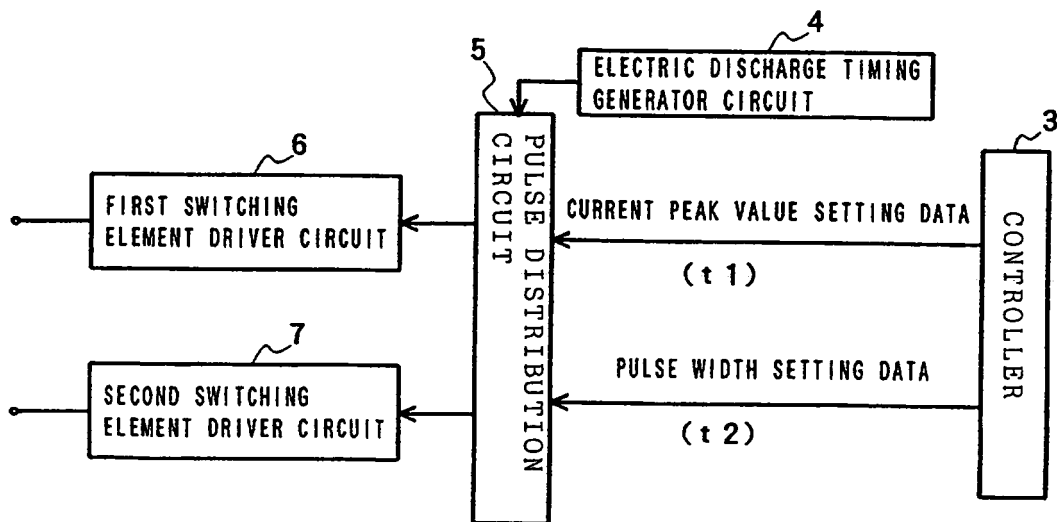 4
ELECTRIC DISCHARGE TIMING
GENERATOR CIRCUIT
5
PULSE DISTRIBUTION
CIRCUIT
3
CONTROLLER
6
FIRST SWITCHING
ELEMENT DRIVER CIRCUIT
CURRENT PEAK VALUE SETTING DATA
(t1)
7
SECOND SWITCHING
ELEMENT DRIVER CIRCUIT
PULSE WIDTH SETTING DATA
(t2)